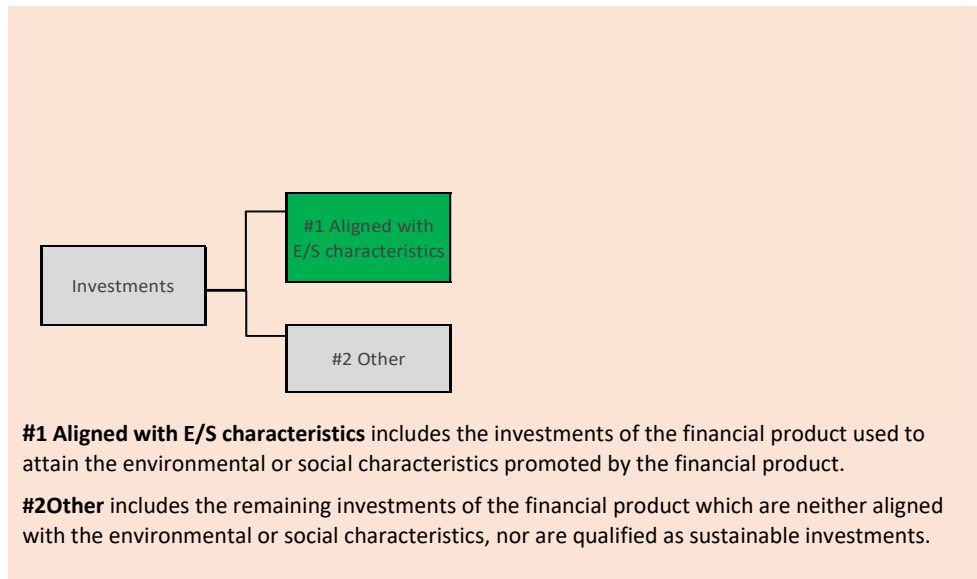 #1 Aligned with
E/S characteristics
Investments
#2 Other
#1 Aligned with E/S characteristics includes the investments of the financial product used to
attain the environmental or social characteristics promoted by the financial product.
#2Other includes the remaining investments of the financial product which are neither aligned
with the environmental or social characteristics, nor are qualified as sustainable investments.